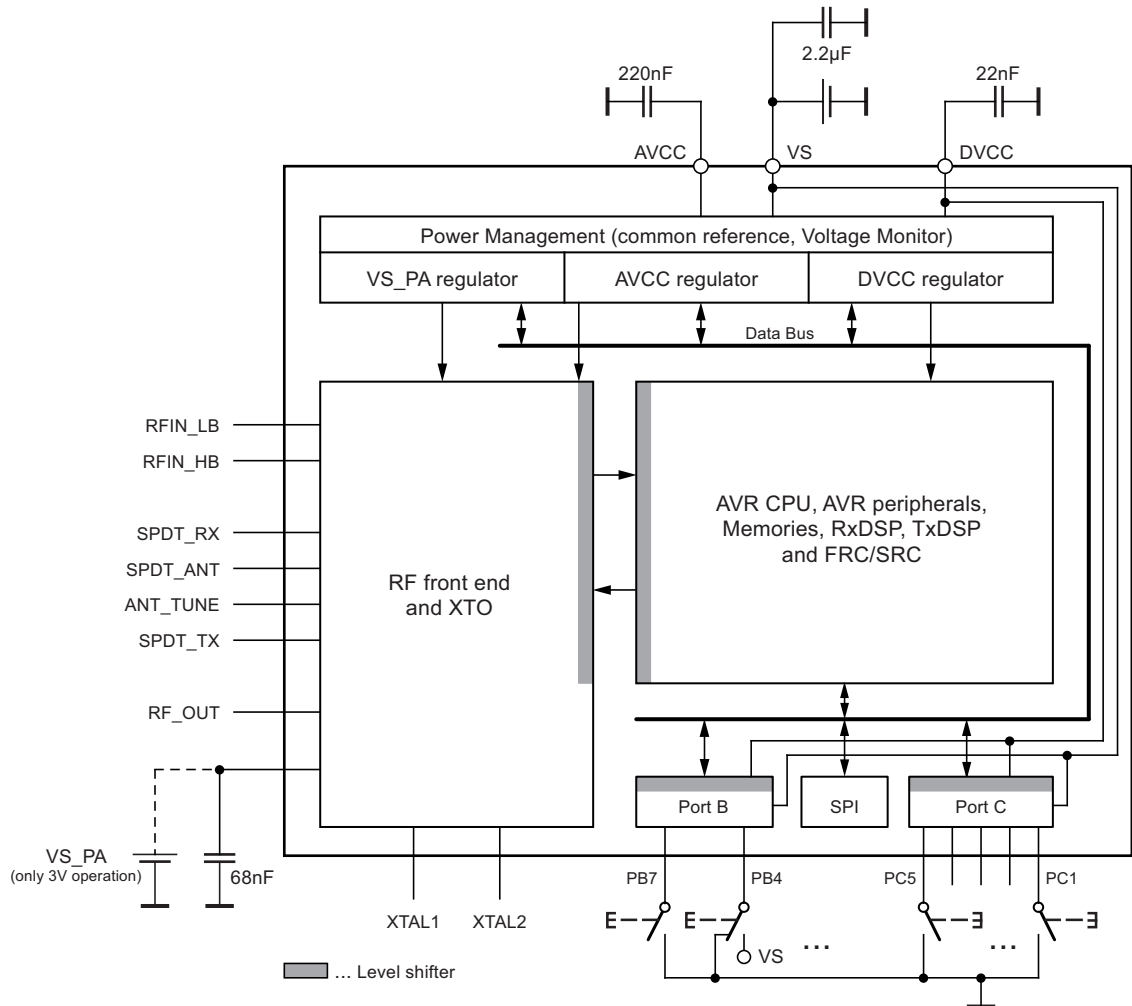 2.2µF
220nF
22nF
AVCC
VS
DVCC
Power Management (common reference, Voltage Monitor)
VS_PA regulator
AVCC regulator
DVCC regulator
Data Bus
RFIN_LB
RFIN_HB
SPDT_RX
SPDT_ANT
ANT_TUNE
SPDT_TX
RF_OUT
RF front end
and XTO
AVR CPU, AVR peripherals,
Memories, RxDSP, TxDSP
and FRC/SRC
Port B
SPI
Port C
VS_PA
(only 3V operation)
68nF
XTAL1
XTAL2
PB7
PB4
PC5
PC1
VS
...
...
... Level shifter